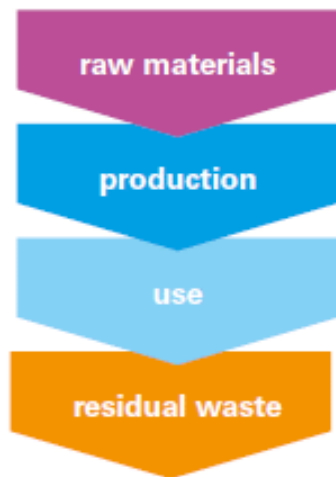 raw materials
production
use
residual waste